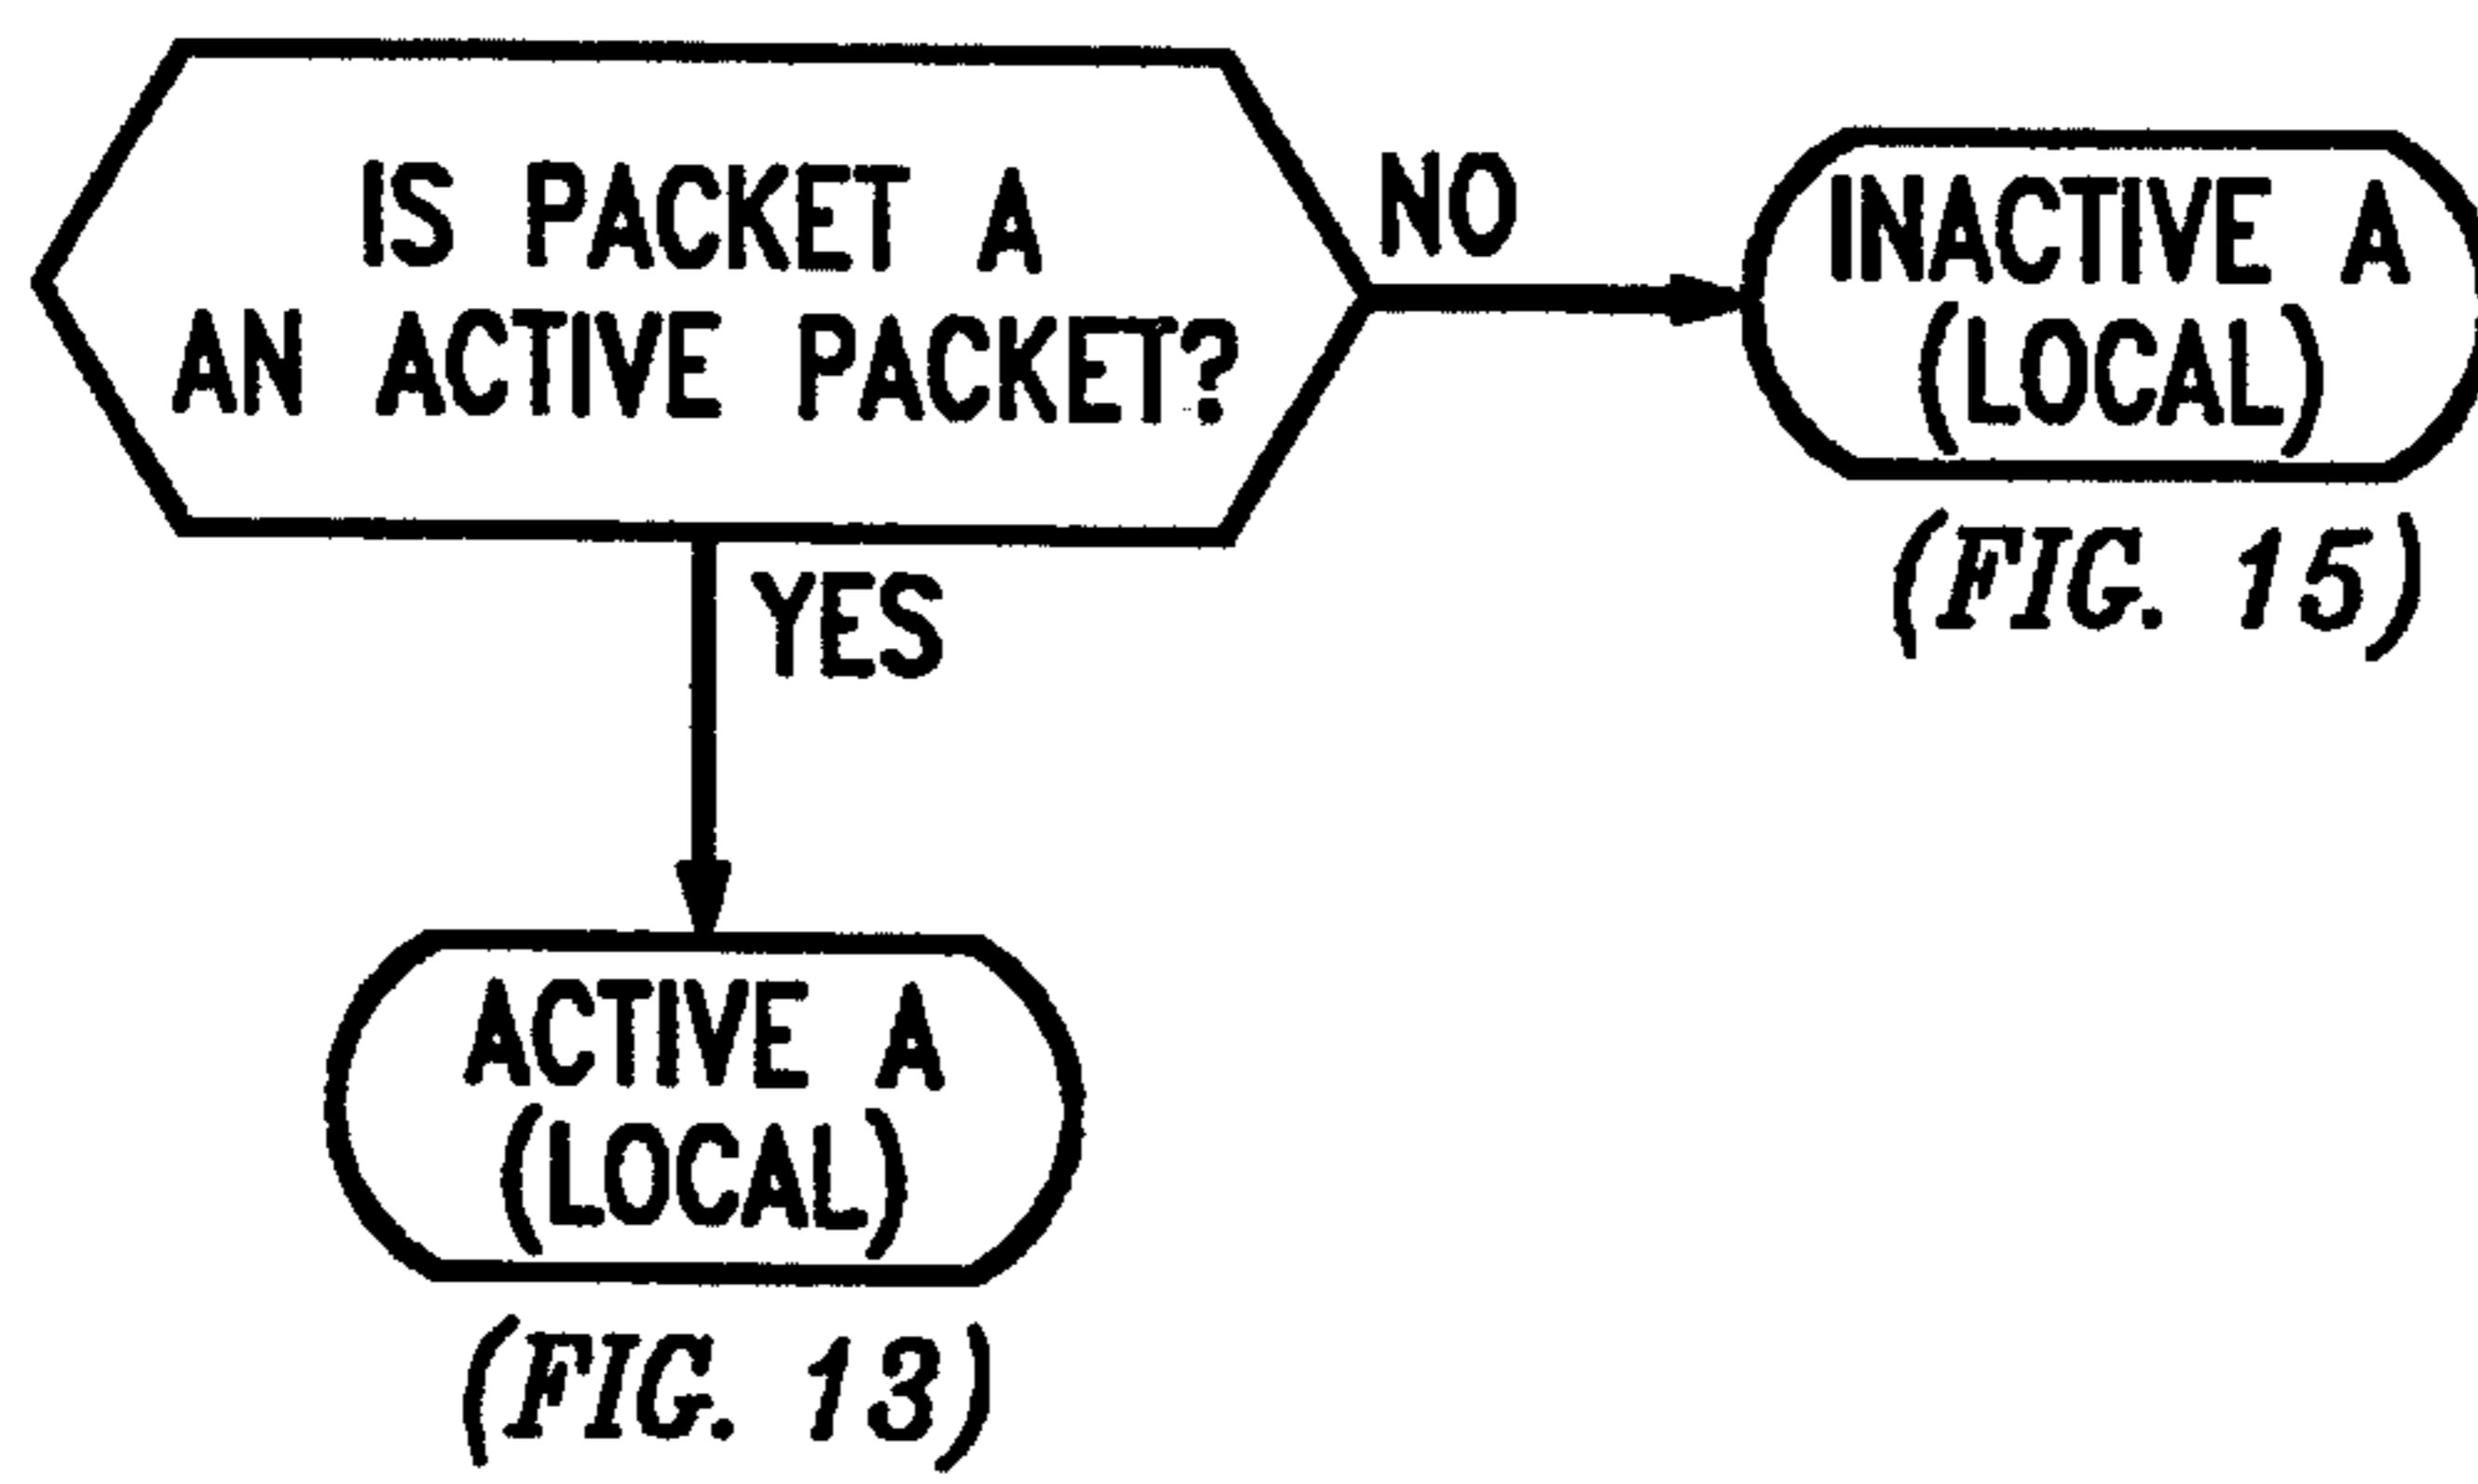 IS PACKET A
AN ACTIVE PACKET?
NO
INACTIVE A
(LOCAL)
(FIG. 15)
YES
ACTIVE A
(LOCAL)
(FIG. 13)